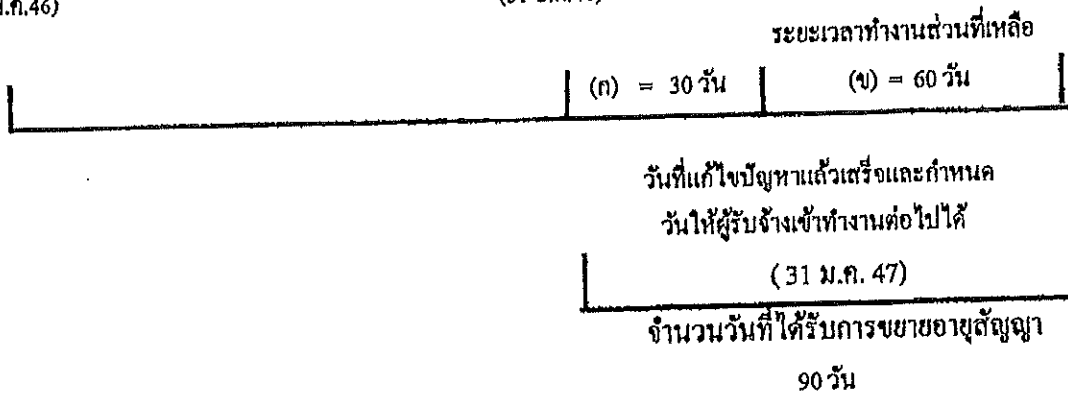 ม.ค.46)
ระยะเวลาทำงานส่วนที่เหลือ
(ก) = 30 วัน (ข) = 60 วัน
วันที่แก้ไขปัญหาแล้วเสร็จและกำหนด
วันให้ผู้รับจ้างเข้าทำงานต่อไปได้
(31 ม.ค. 47)
จำนวนวันที่ได้รับการขยายอายุสัญญา
90 วัน